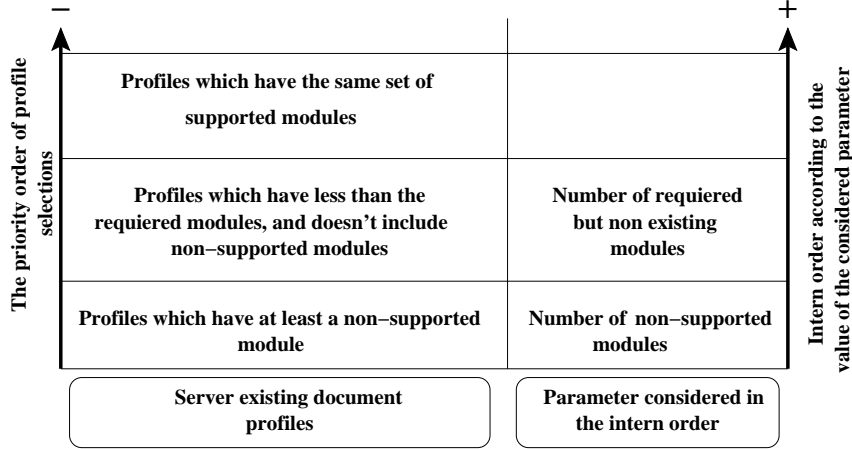 −
+
The priority order of profile
selections
Profiles which have the same set of
supported modules
Profiles which have less than the
requiered modules, and doesn't include
non−supported modules
Number of requiered
but non existing
modules
Profiles which have at least a non−supported
module
Number of non−supported
modules
Server existing document
profiles
Parameter considered in
the intern order
Intern order according to the
value of the considered parameter